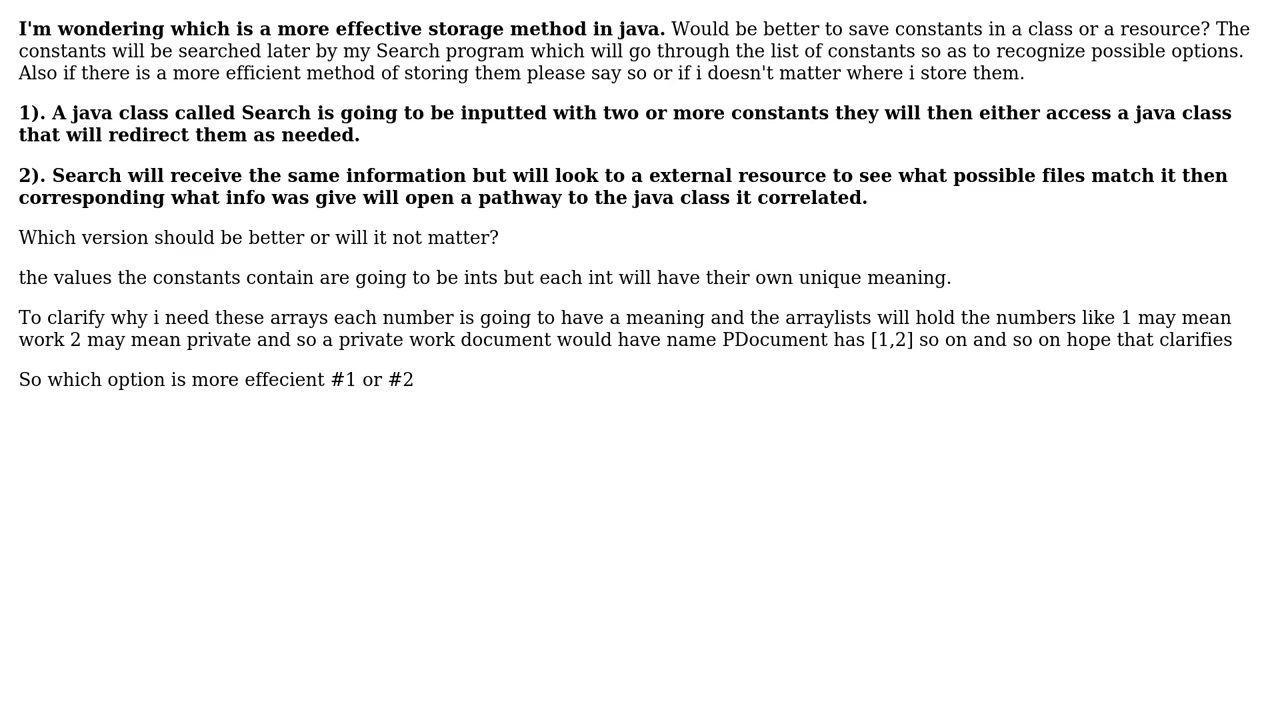 I'm wondering which is a more effective storage method in java. Would be better to save constants in a class or a resource? The
constants will be searched later by my Search program which will go through the list of constants so as to recognize possible options.
Also if there is a more efficient method of storing them please say so or if i doesn't matter where i store them.
1). A java class called Search is going to be inputted with two or more constants they will then either access a java class
that will redirect them as needed.
2). Search will receive the same information but will look to a external resource to see what possible files match it then
corresponding what info was give will open a pathway to the java class it correlated.
Which version should be better or will it not matter?
the values the constants contain are going to be ints but each int will have their own unique meaning.
To clarify why i need these arrays each number is going to have a meaning and the arraylists will hold the numbers like 1 may mean
work 2 may mean private and so a private work document would have name PDocument has [1,2] so on and so on hope that clarifies
So which option is more effecient #1 or #2